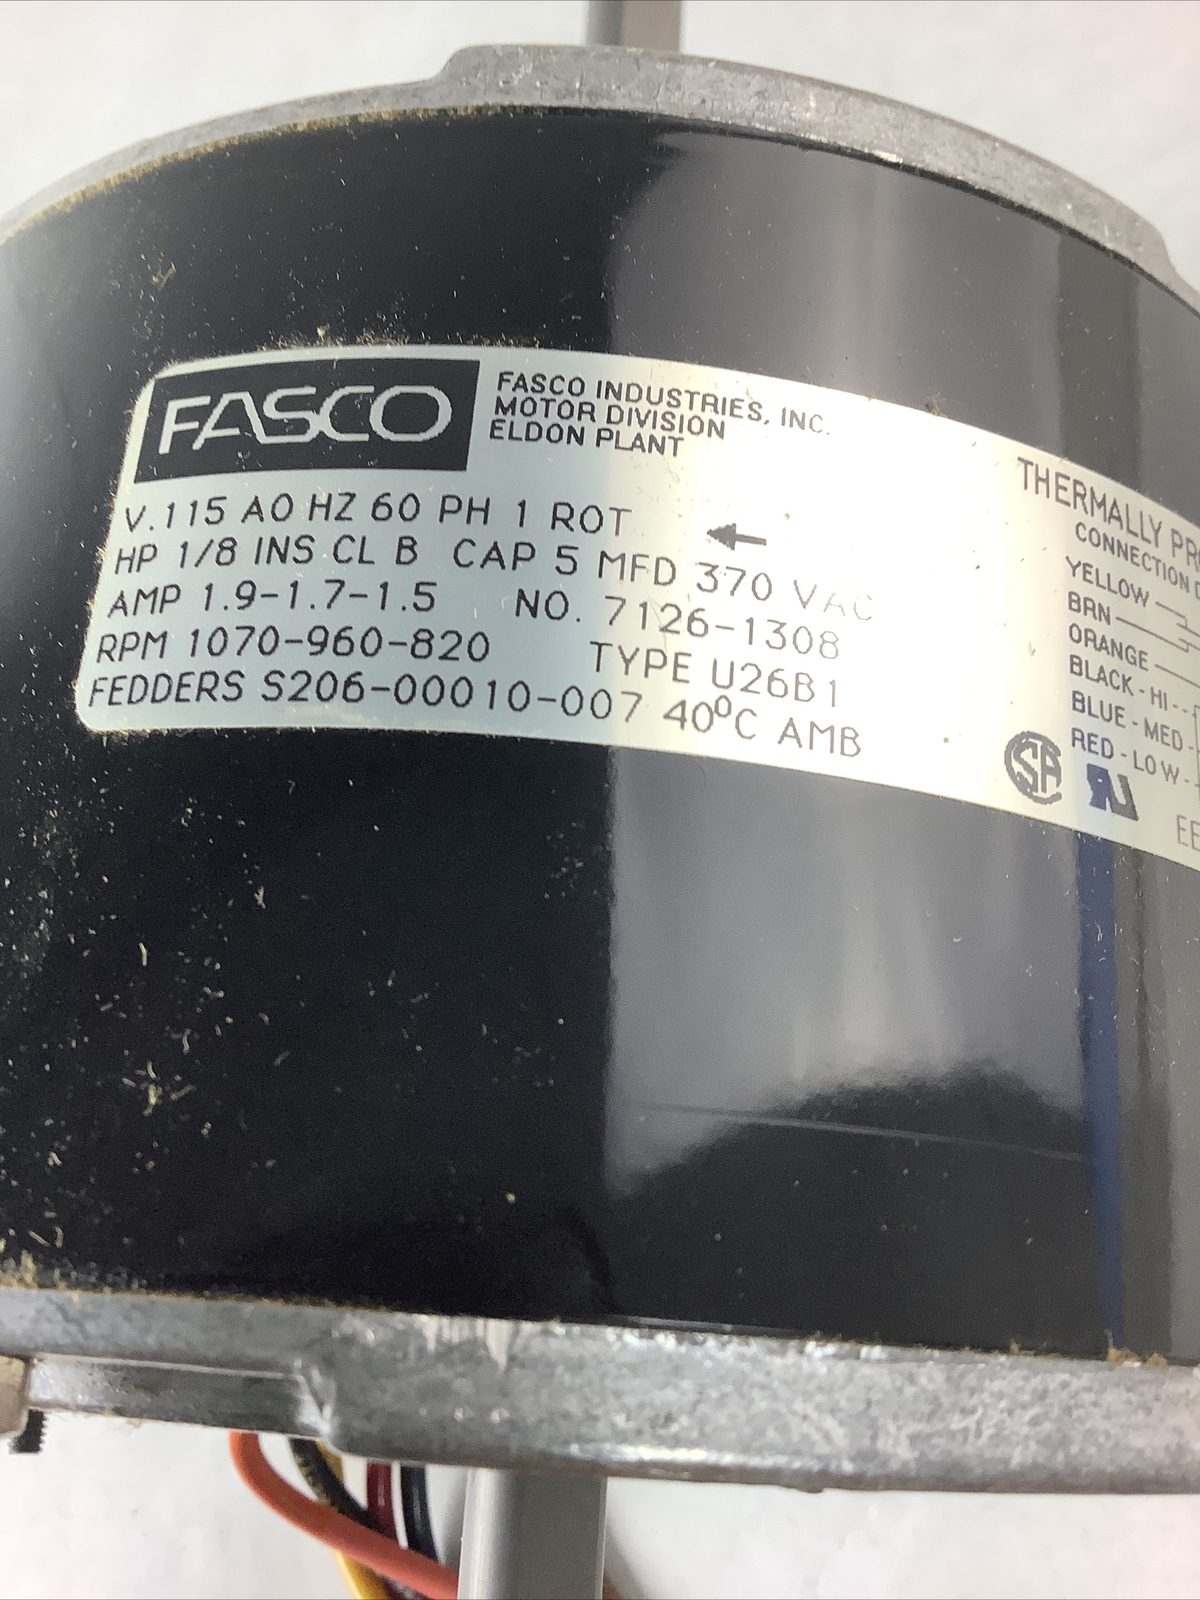 FASCO
FASCO INDUSTRIES, INC.
MOTOR DIVISION
ELDON PLANT
V.115 AO HZ 60 PH 1 ROT
HP 1/8 INS CL B CAP 5 MFD 370 VAC
AMP 1.9-1.7-1.5 NO. 7126-1308
RPM 1070-960-820 TYPE U26B1
FEDDERS S206-00010-007 40°C AMB
THERMALLY
CONNECTION
YELLOW
BRN
ORANGE
BLACK-HI
BLUE-MED
RED-LOW
SA